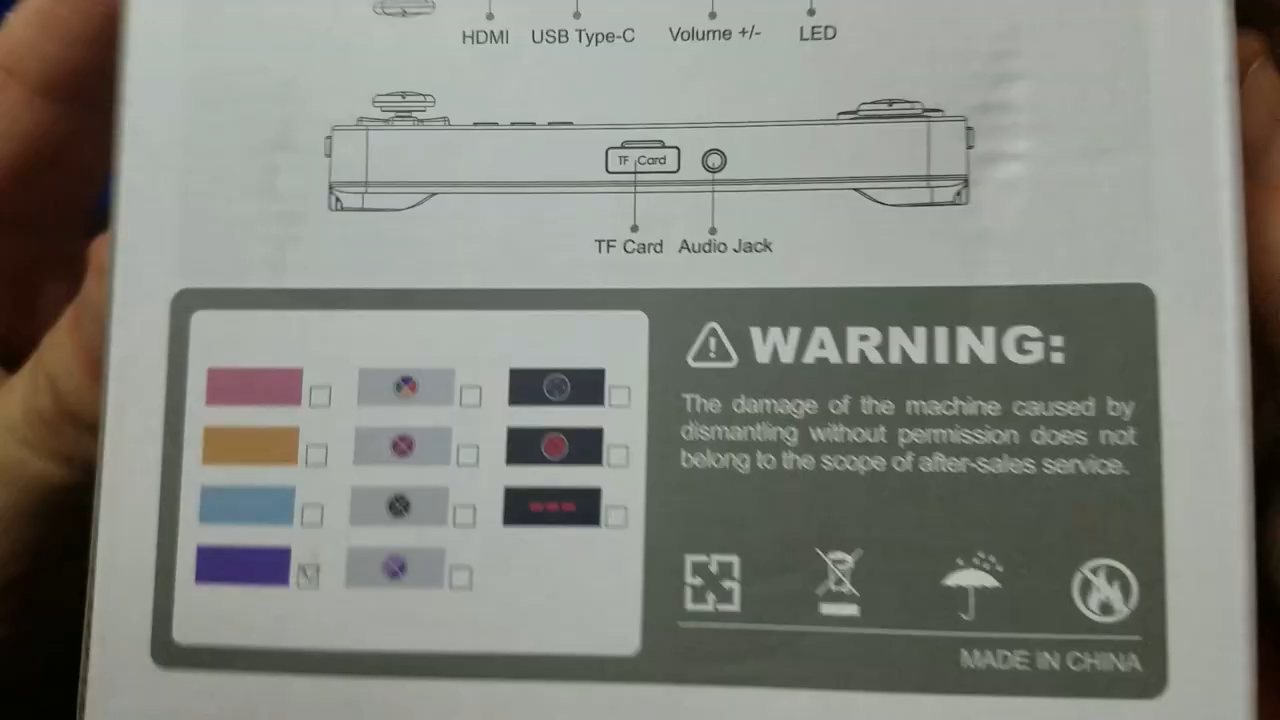 HDMI USB Type-C Volume +/- LED
TF Card
TF Card Audio Jack
WARNING:
The damage of the machine caused by
dismantling without permission does not
belong to the scope of after-sales service.
MADE IN CHINA